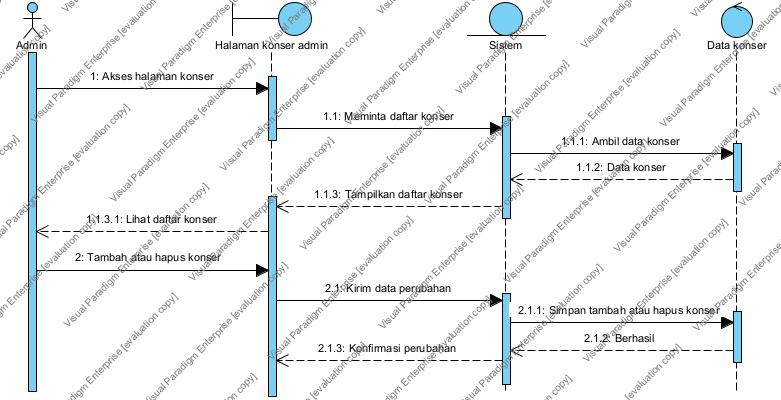 Admin
Halaman konser admin
Sistem
Data konser
1: Akses halaman konser
1.1: Meminta daftar konser
1.1.1: Ambil data konser
1.1.2: Data konser
1.1.3: Tampilkan daftar konser
1.1.3.1: Lihat daftar konser
2: Tambah atau hapus konser
2.1: Kirim data perubahan
2.1.1: Simpan tambah atau hapus konser
2.1.2: Berhasil
2.1.3: Konfirmasi perubahan
Visual Paradigm Enterprise [evaluation copy]